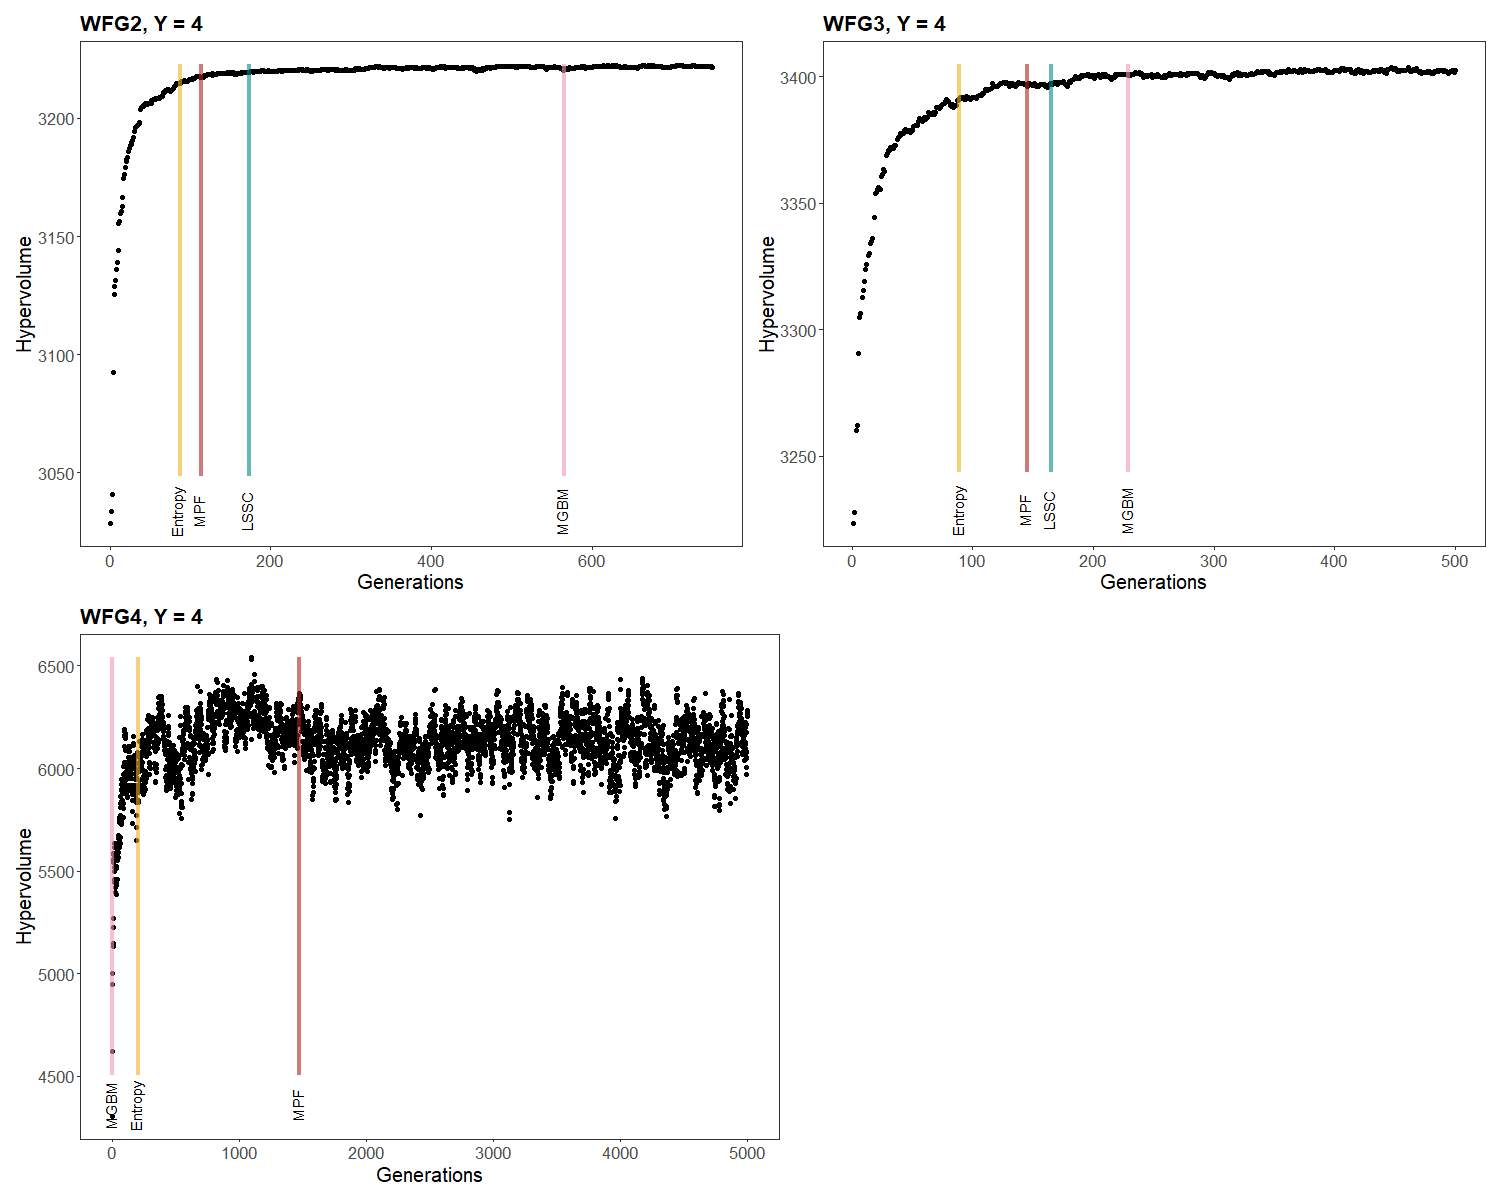 WFG2, Y = 4
Hypervolume
3200
3150
3100
3050
Entropy
MPF
LSSC
MGBM
0
200
400
600
Generations
WFG3, Y = 4
Hypervolume
3400
3350
3300
3250
Entropy
MPF
LSSC
MGBM
0
100
200
300
400
500
Generations
WFG4, Y = 4
Hypervolume
6500
6000
5500
5000
4500
MGBM
Entropy
MPF
0
1000
2000
3000
4000
5000
Generations